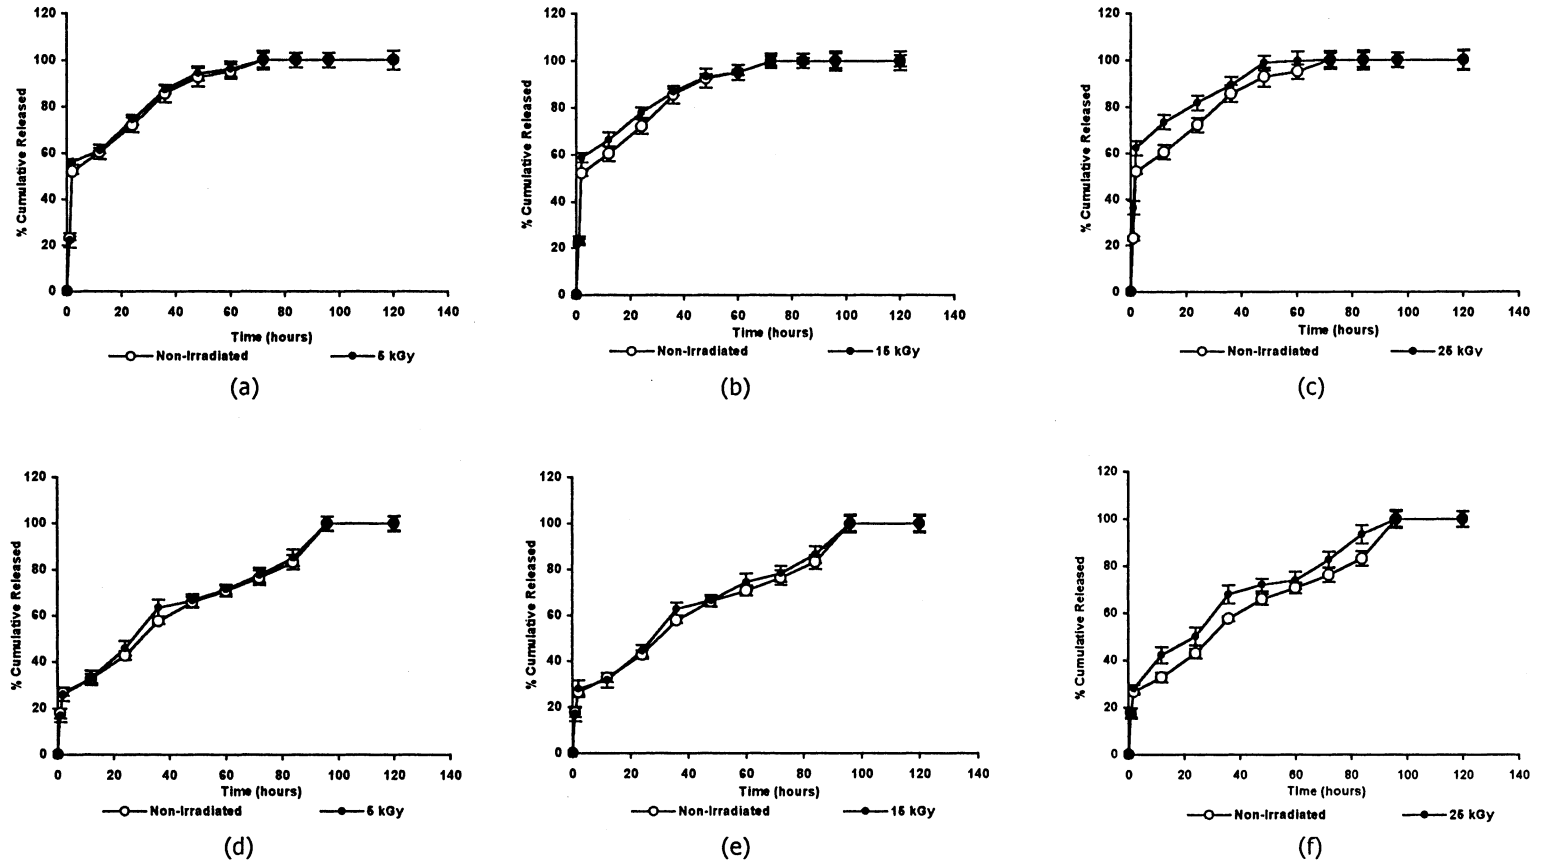 120
100
80
60
40
20
0
% Cumulative Released
0 20 40 60 80 100 120 140
Time (hours)
Non-Irradiated 5 kGy
(a)
120
100
80
60
40
20
0
% Cumulative Released
0 20 40 60 80 100 120 140
Time (hours)
Non-Irradiated 15 kGy
(b)
120
100
80
60
40
20
0
% Cumulative Released
0 20 40 60 80 100 120 140
Time (hours)
Non-Irradiated 25 kGy
(c)
120
100
80
60
40
20
0
% Cumulative Released
0 20 40 60 80 100 120 140
Time (hours)
Non-Irradiated 5 kGy
(d)
120
100
80
60
40
20
0
% Cumulative Released
0 20 40 60 80 100 120 140
Time (hours)
Non-Irradiated 15 kGy
(e)
120
100
80
60
40
20
0
% Cumulative Released
0 20 40 60 80 100 120 140
Time (hours)
Non-Irradiated 25 kGy
(f)